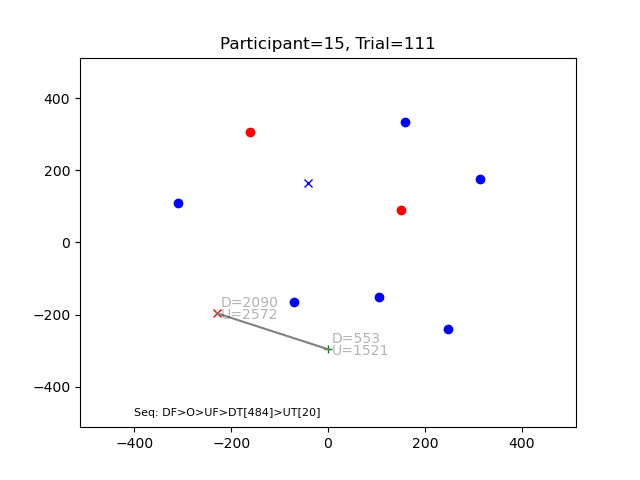 Participant=15, Trial=111
400
200
0
−200
−400
D=2090
U=2572
D=553
U=1521
Seq: DF>O>UF>DT[484]>UT[20]
−400
−200
0
200
400